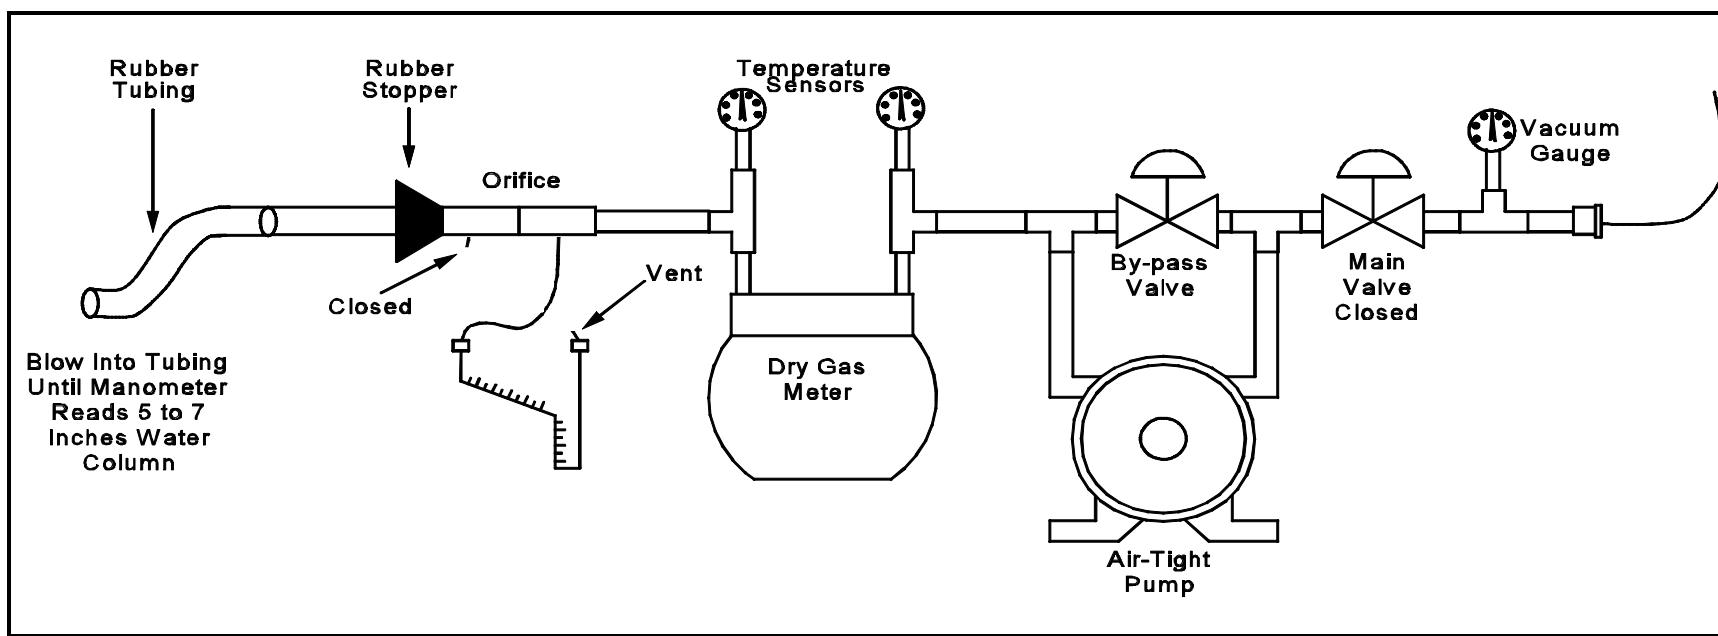 Rubber
Tubing
Rubber
Stopper
Temperature
Sensors
Vacuum
Gauge
Orifice
Closed
Vent
By-pass
Valve
Main
Valve
Closed
Blow Into Tubing
Until Manometer
Reads 5 to 7
Inches Water
Column
Dry Gas
Meter
Air-Tight
Pump